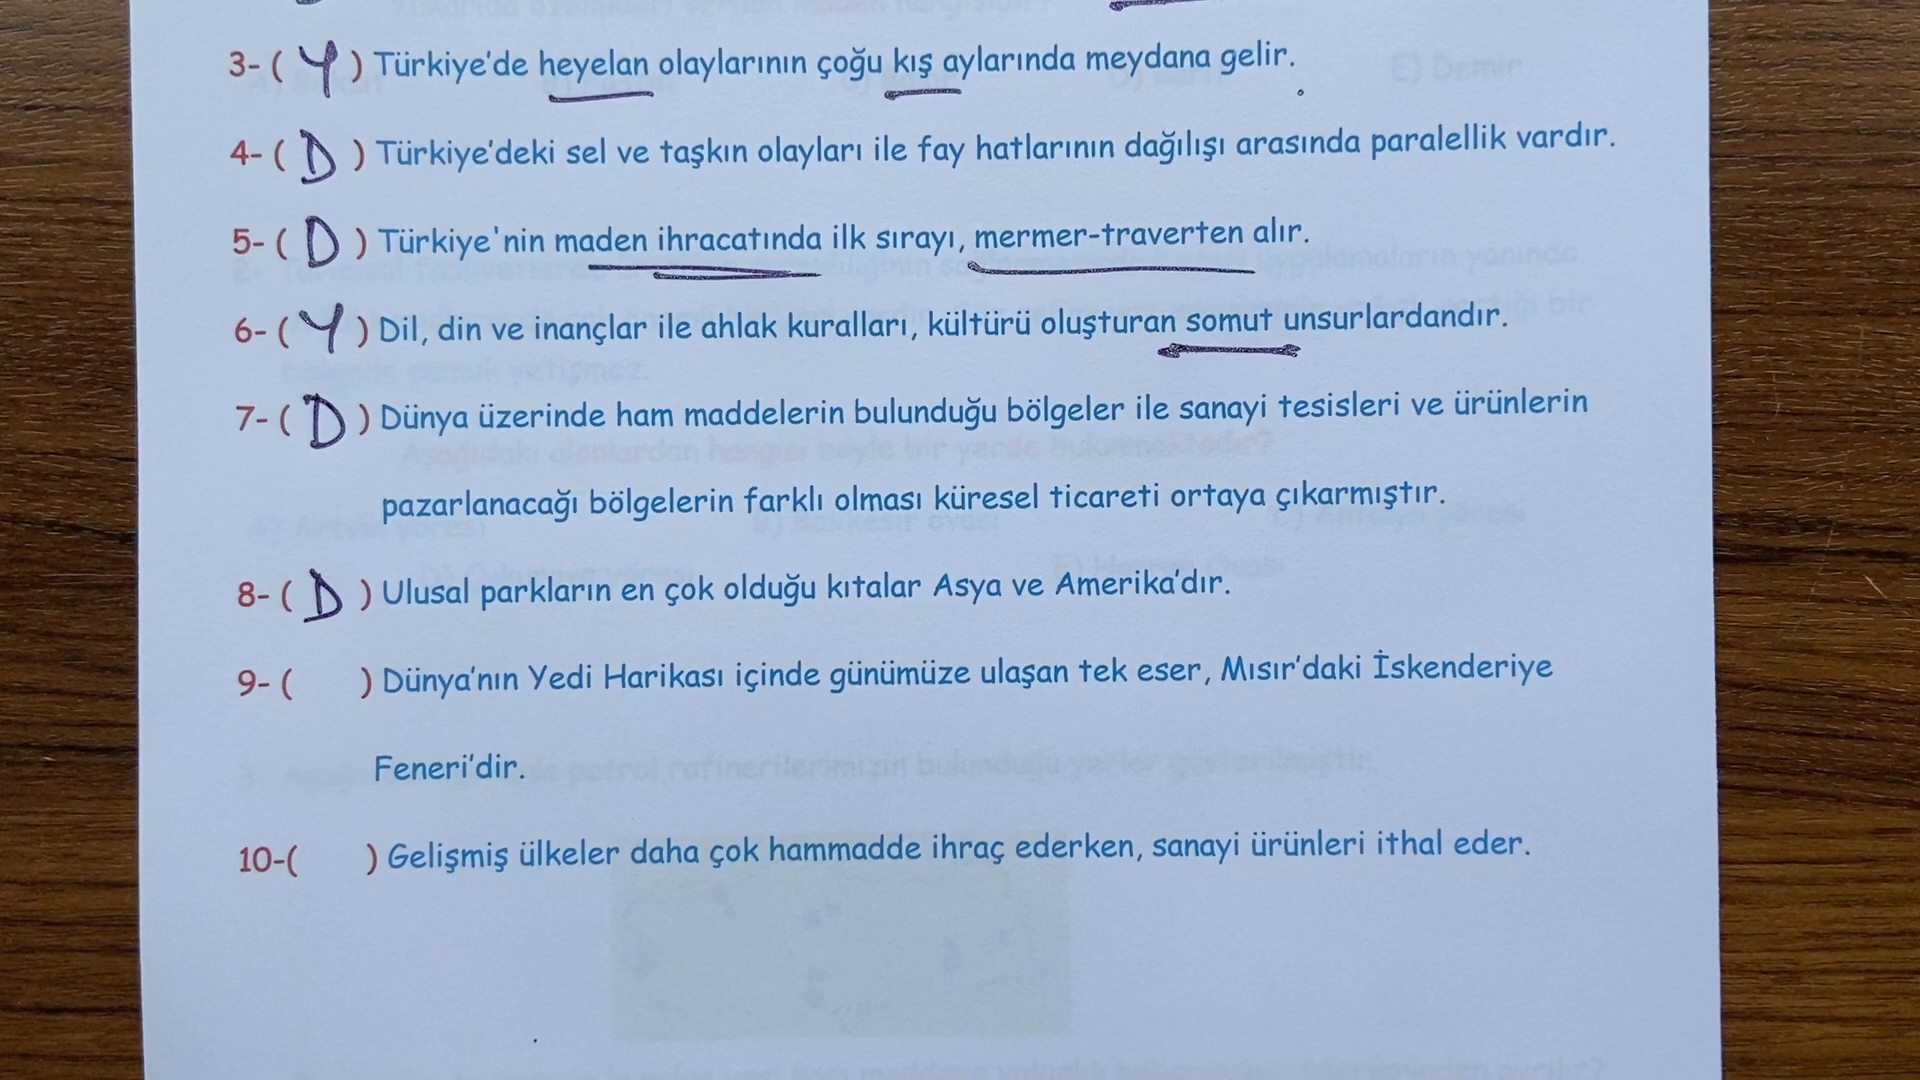 3- ( Y ) Türkiye'de heyelan olaylarının çoğu kış aylarında meydana gelir.
4- ( D ) Türkiye'deki sel ve taşkın olayları ile fay hatlarının dağılışı arasında paralellik vardır.
5- ( D ) Türkiye'nin maden ihracatında ilk sırayı, mermer-traverten alır.
6- ( Y ) Dil, din ve inançlar ile ahlak kuralları, kültürü oluşturan somut unsurlardandır.
7- ( D ) Dünya üzerinde ham maddelerin bulunduğu bölgeler ile sanayi tesisleri ve ürünlerin
pazarlanacağı bölgelerin farklı olması küresel ticareti ortaya çıkarmıştır.
8- ( D ) Ulusal parkların en çok olduğu kıtalar Asya ve Amerika'dır.
9- ( ) Dünya'nın Yedi Harikası içinde günümüze ulaşan tek eser, Mısır'daki İskenderiye
Feneri'dir.
10-( ) Gelişmiş ülkeler daha çok hammadde ihraç ederken, sanayi ürünleri ithal eder.